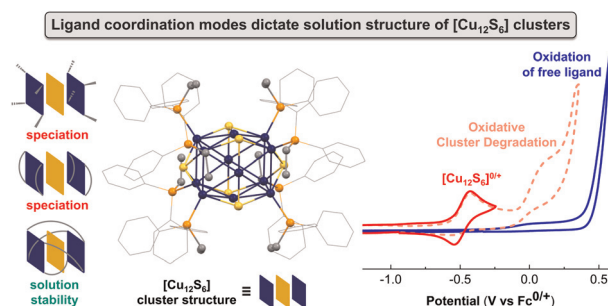 Ligand coordination modes dictate solution structure of [Cu12S6] clusters
speciation
speciation
solution
stability
[Cu12S6]
cluster structure
≡
Oxidation
of free ligand
Oxidative
Cluster Degradation
[Cu12S6]0/+
-1.0 -0.5 0.0 0.5
Potential (V vs Fc0/+)